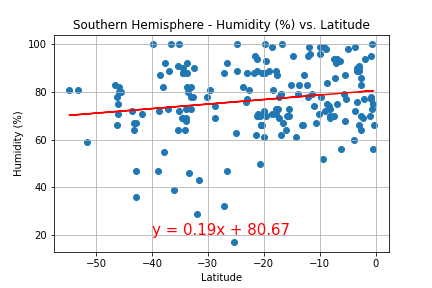 Southern Hemisphere - Humidity (%) vs. Latitude
100
80
60
40
20
Humidity (%)
y = 0.19x + 80.67
−50
−40
−30
−20
−10
0
Latitude